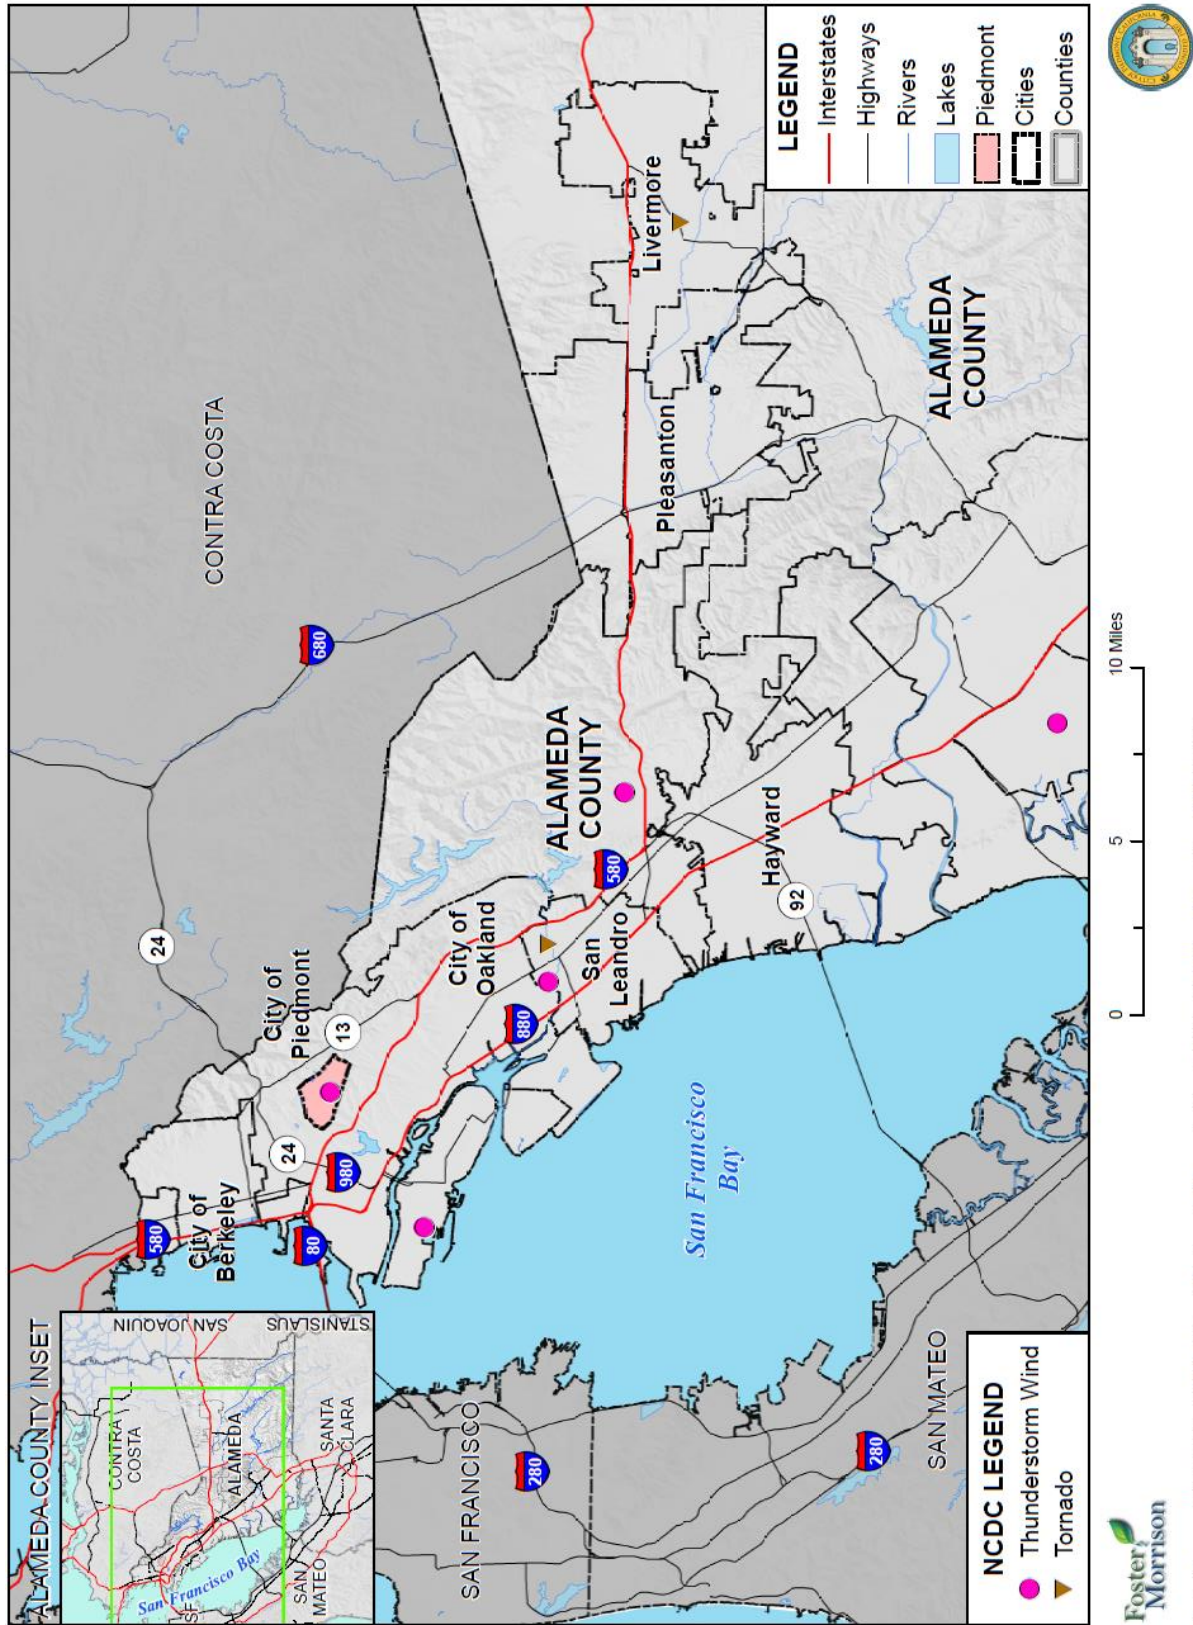 ALAMEDA COUNTY INSET
CONTRA
COSTA
SAN JOAQUIN
ALAMEDA
STANISLAUS
SF
San Francisco Bay
SAN
MATEO
SANTA
CLARA
CONTRA COSTA
24
680
580
City of
Berkeley
80
24
980
City of
Piedmont
13
City of
Oakland
880
San
Leandro
580
ALAMEDA
COUNTY
Hayward
92
Pleasanton
Livermore
ALAMEDA
COUNTY
San Francisco
Bay
SAN FRANCISCO
280
280
SAN MATEO
LEGEND
Interstates
Highways
Rivers
Lakes
Piedmont
Cities
Counties
NCDC LEGEND
Thunderstorm Wind
Tornado
Foster
Morrison
0
5
10 Miles